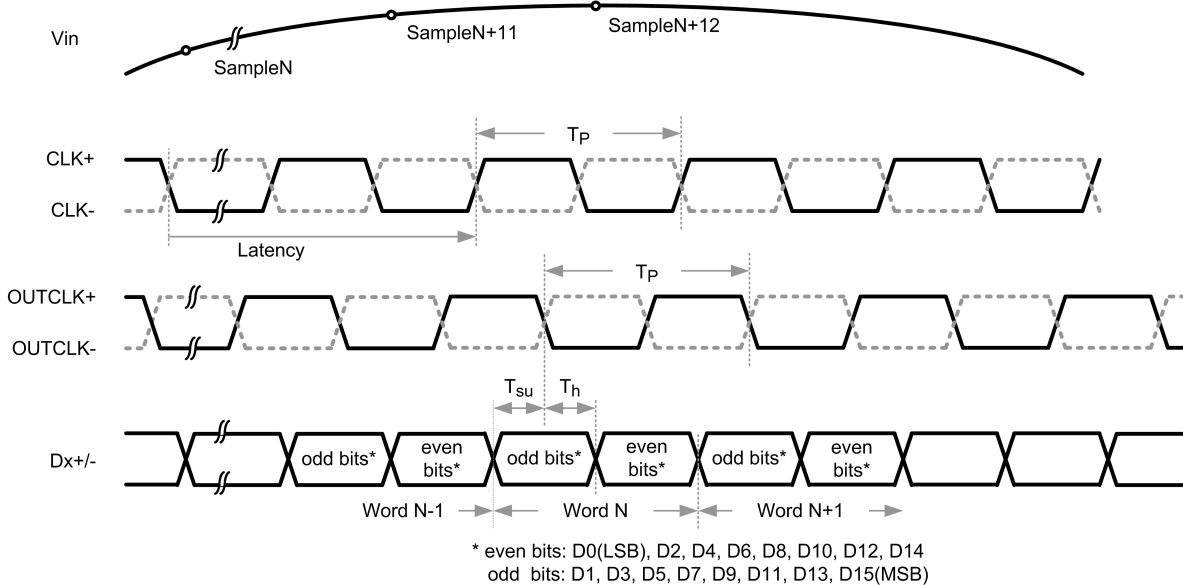 Vin
SampleN
SampleN+11
SampleN+12
CLK+
CLK-
TP
Latency
OUTCLK+
OUTCLK-
TP
Tsu
Th
Dx+/-
odd bits*
even
bits*
odd bits*
even
bits*
odd bits*
even
bits*
Word N-1
Word N
Word N+1
* even bits: D0(LSB), D2, D4, D6, D8, D10, D12, D14
odd bits: D1, D3, D5, D7, D9, D11, D13, D15(MSB)